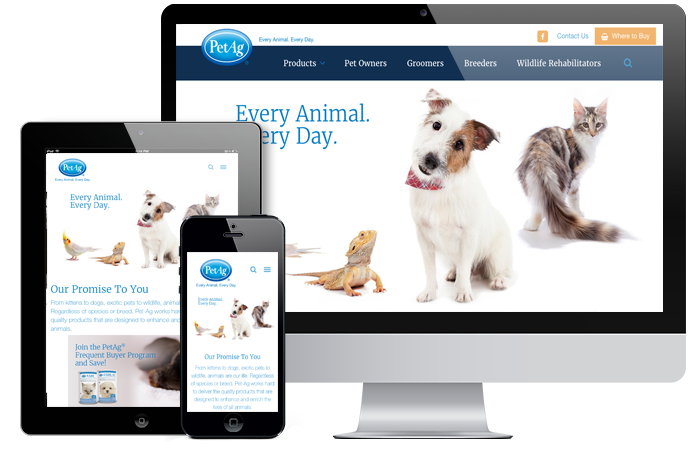 PetAg
Every Animal. Every Day.
Contact Us
Where to Buy
Products
Pet Owners
Groomers
Breeders
Wildlife Rehabilitators
Every Animal.
Every Day.
PetAg
Every Animal. Every Day.
Every Animal.
Every Day.
Our Promise To You
From kittens to dogs, exotic pets to wildlife, animal
Regardless of species or breed, Pet-Ag works hard
quality products that are designed to enhance and
animals.
Join the PetAg®
Frequent Buyer Program
and Save!
PetAg
Every Animal. Every Day.
Every Animal.
Every Day.
Our Promise To You
From kittens to dogs, exotic pets to
wildlife, animals are our life. Regardless
of species or breed, Pet-Ag works hard
to deliver the quality products that are
designed to enhance and enrich the
lives of all animals.